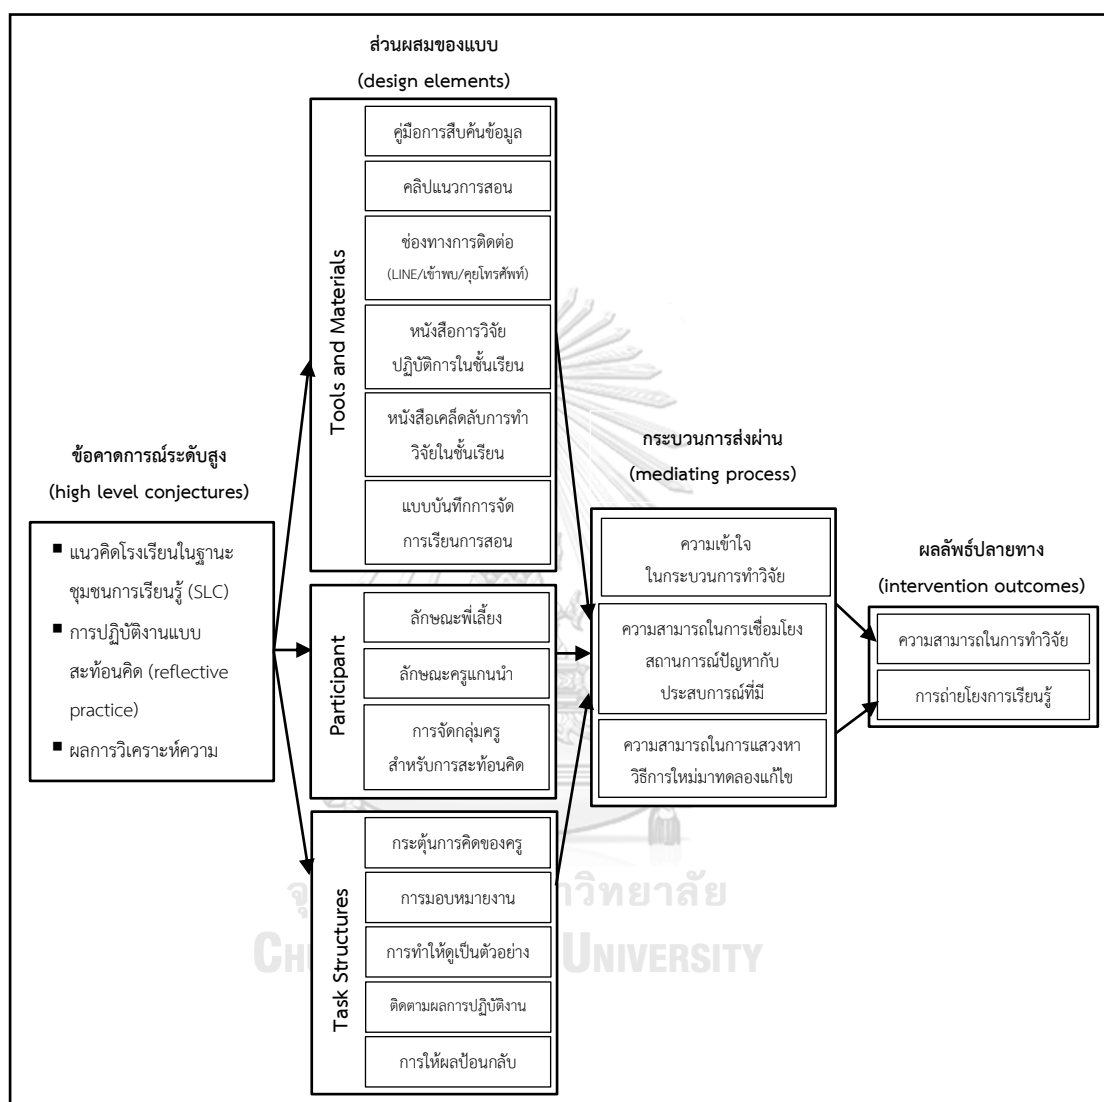 ส่วนผสมของแบบ
(design elements)
Tools and Materials
คู่มือการสืบค้นข้อมูล
คลิปแนวการสอน
ช่องทางการติดต่อ
(LINE/เข้าพบ/คุยโทรศัพท์)
หนังสือการวิจัย
ปฏิบัติการในชั้นเรียน
หนังสือเคล็ดลับการทำ
วิจัยในชั้นเรียน
แบบบันทึกการจัด
การเรียนการสอน
ข้อคาดการณ์ระดับสูง
(high level conjectures)
▪ แนวคิดโรงเรียนในฐานะ
ชุมชนการเรียนรู้ (SLC)
▪ การปฏิบัติงานแบบ
สะท้อนคิด (reflective
practice)
▪ ผลการวิเคราะห์ความ
Participant
ลักษณะพี่เลี้ยง
ลักษณะครูแกนนำ
การจัดกลุ่มครู
สำหรับการสะท้อนคิด
Task Structures
กระตุ้นการคิดของครู
การมอบหมายงาน
การทำให้ดูเป็นตัวอย่าง
ติดตามผลการปฏิบัติงาน
การให้ผลป้อนกลับ
กระบวนการส่งผ่าน
(mediating process)
ความเข้าใจ
ในกระบวนการทำวิจัย
ความสามารถในการเชื่อมโยง
สถานการณ์ปัญหากับ
ประสบการณ์ที่มี
ความสามารถในการแสวงหา
วิธีการใหม่มาทดลองแก้ไข
ผลลัพธ์ปลายทาง
(intervention outcomes)
ความสามารถในการทำวิจัย
การถ่ายโยงการเรียนรู้
UNIVERSITY